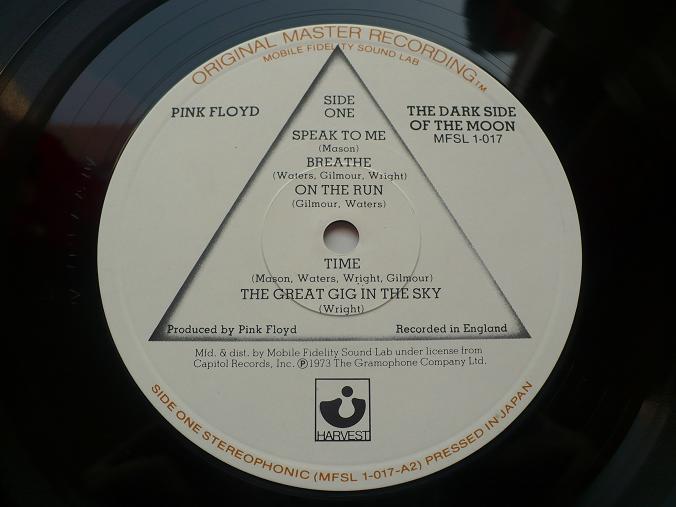 ORIGINAL MASTER RECORDING™
MOBILE FIDELITY SOUND LAB
PINK FLOYD
SIDE
ONE
THE DARK SIDE
OF THE MOON
MFSL 1-017
SPEAK TO ME
(Mason)
BREATHE
(Waters, Gilmour, Wright)
ON THE RUN
(Gilmour, Waters)
TIME
(Mason, Waters, Wright, Gilmour)
THE GREAT GIG IN THE SKY
(Wright)
Produced by Pink Floyd
Recorded in England
Mfd. & dist. by Mobile Fidelity Sound Lab under license from
Capitol Records, Inc. ℗1973 The Gramophone Company Ltd.
HARVEST
SIDE ONE STEREOPHONIC (MFSL 1-017-A2) PRESSED IN JAPAN